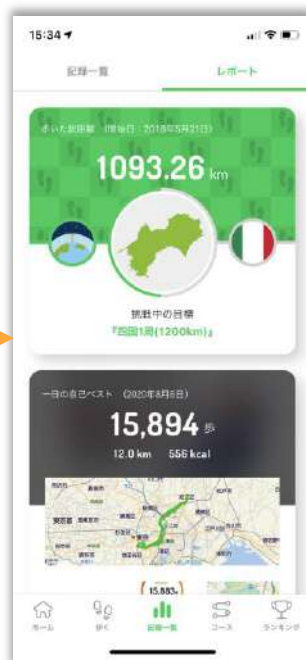 15:34
記録一覧
レポート
歩いた総距離 (開始日：2018年5月21日)
1093.26 km
挑戦中の目標
『四国1周(1200km)』
一日の自己ベスト (2020年8月6日)
15,894 歩
12.0 km 556 kcal
15,883
ホーム
歩く
記録一覧
コース
ランキング